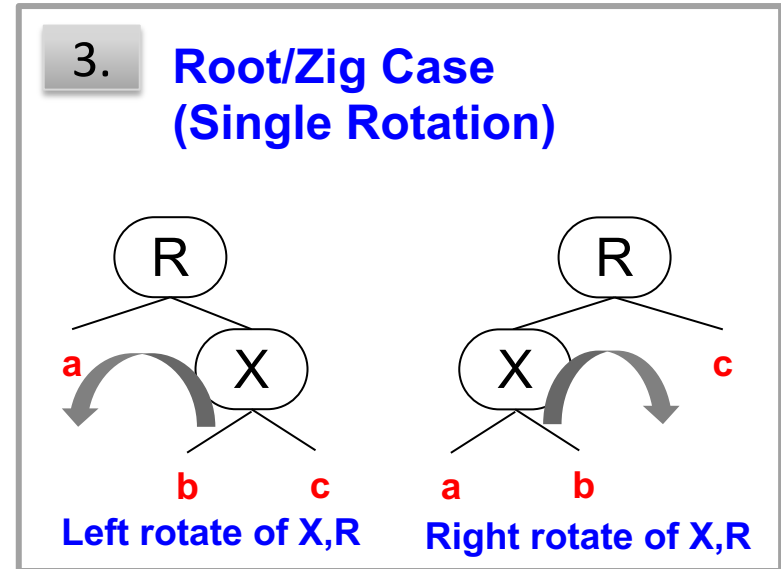 3.
Root/Zig Case
(Single Rotation)
R
R
a
X
X
c
b
c
a
b
Left rotate of X,R
Right rotate of X,R